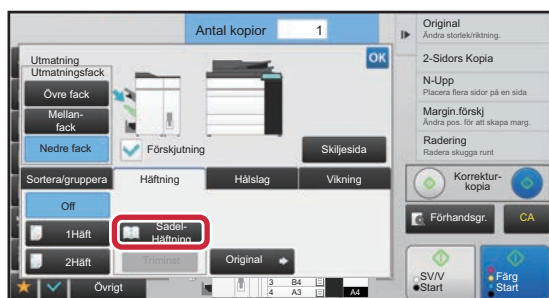 Antal kopior 1
Utmatning
OK
Utmatningsfack
Övre fack
Mellan-
fack
Nedre fack
Förskjutning
Skiljesida
Sortera/gruppera
Häftning
Hålslag
Vikning
Off
1Häft
Sadel-
Häftning
2Häft
Trimmat
Original
Övrigt
3 B4
4 A3
A4
Original
Ändra storlek/riktning.
2-Sidors Kopia
N-Upp
Placera flera sidor på en sida
Margin.förskj
Ändra pos. för att skapa marg.
Radering
Radera skugga runt
Korrektur-
kopia
Förhandsgr.
CA
SV/V
Start
Färg
Start